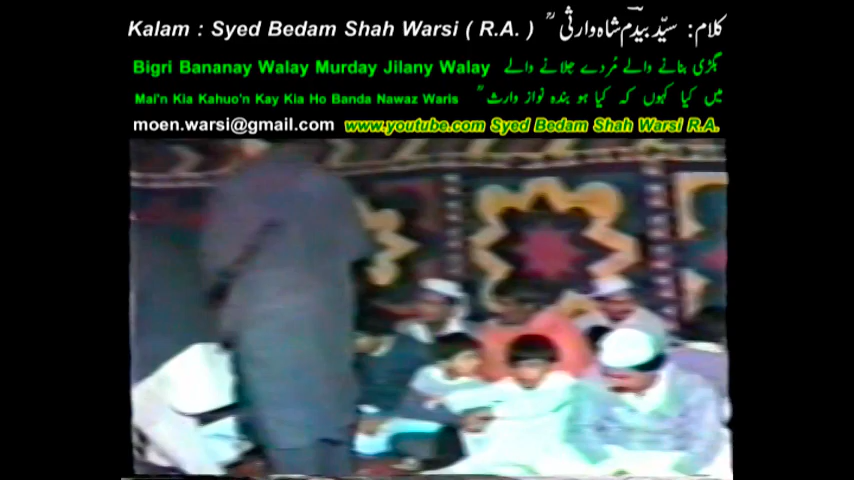 Kalam : Syed Bedam Shah Warsi ( R.A. ) کلام: سیّد بیدؔم شاہ وارثی ؒ
Bigri Bananay Walay Murday Jilany Walay بگڑی بنانے والے مُردے جِلانے والے
Mai'n Kia Kahuo'n Kay Kia Ho Banda Nawaz Waris میں کیا کہوں کہ کیا ہو بندہ نواز وارث ؒ
moen.warsi@gmail.com www.youtube.com Syed Bedam Shah Warsi R.A.